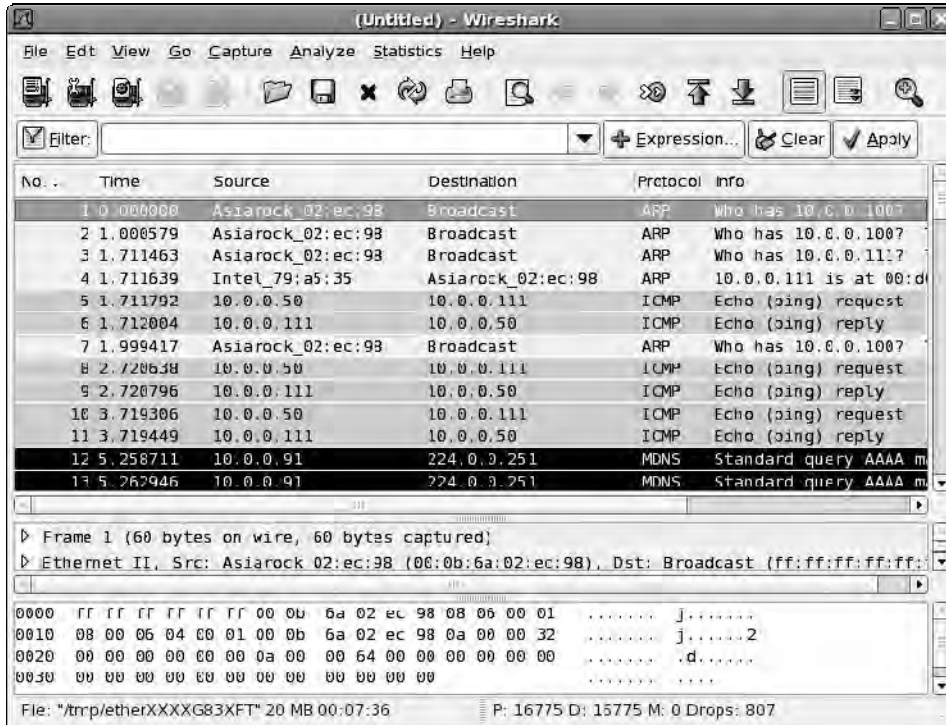 (Untitled) - Wireshark
File Edit View Go Capture Analyze Statistics Help
Filter: Expression... Clear Apply
No. . Time Source Destination Protocol Info
1 0.000000 Asiarock_02:ec:98 Broadcast ARP Who has 10.0.0.100?
2 1.000579 Asiarock_02:ec:98 Broadcast ARP Who has 10.0.0.100?
3 1.711463 Asiarock_02:ec:98 Broadcast ARP Who has 10.0.0.111?
4 1.711639 Intel_79:a5:35 Asiarock_02:ec:98 ARP 10.0.0.111 is at 00:d0
5 1.711792 10.0.0.50 10.0.0.111 ICMP Echo (ping) request
6 1.712004 10.0.0.111 10.0.0.50 ICMP Echo (ping) reply
7 1.999417 Asiarock_02:ec:98 Broadcast ARP Who has 10.0.0.100?
8 2.720638 10.0.0.50 10.0.0.111 ICMP Echo (ping) request
9 2.720796 10.0.0.111 10.0.0.50 ICMP Echo (ping) reply
10 3.719306 10.0.0.50 10.0.0.111 ICMP Echo (ping) request
11 3.719449 10.0.0.111 10.0.0.50 ICMP Echo (ping) reply
12 5.258711 10.0.0.91 224.0.0.251 MDNS Standard query AAAA m
13 5.262946 10.0.0.91 224.0.0.251 MDNS Standard query AAAA m
Frame 1 (60 bytes on wire, 60 bytes captured)
Ethernet II, Src: Asiarock_02:ec:98 (00:0b:6a:02:ec:98), Dst: Broadcast (ff:ff:ff:ff:ff:
0000 ff ff ff ff ff ff 00 0b 6a 02 ec 98 08 06 00 01 ........ j.......
0010 08 00 06 04 00 01 00 0b 6a 02 ec 98 0a 00 00 32 ........ j......2
0020 00 00 00 00 00 00 0a 00 00 64 00 00 00 00 00 00 ........ .d......
0030 00 00 00 00 00 00 00 00 00 00 00 00 ........ ....
File: "/tmp/etherXXXXG83XFT" 20 MB 00:07:36 P: 16775 D: 16775 M: 0 Drops: 807